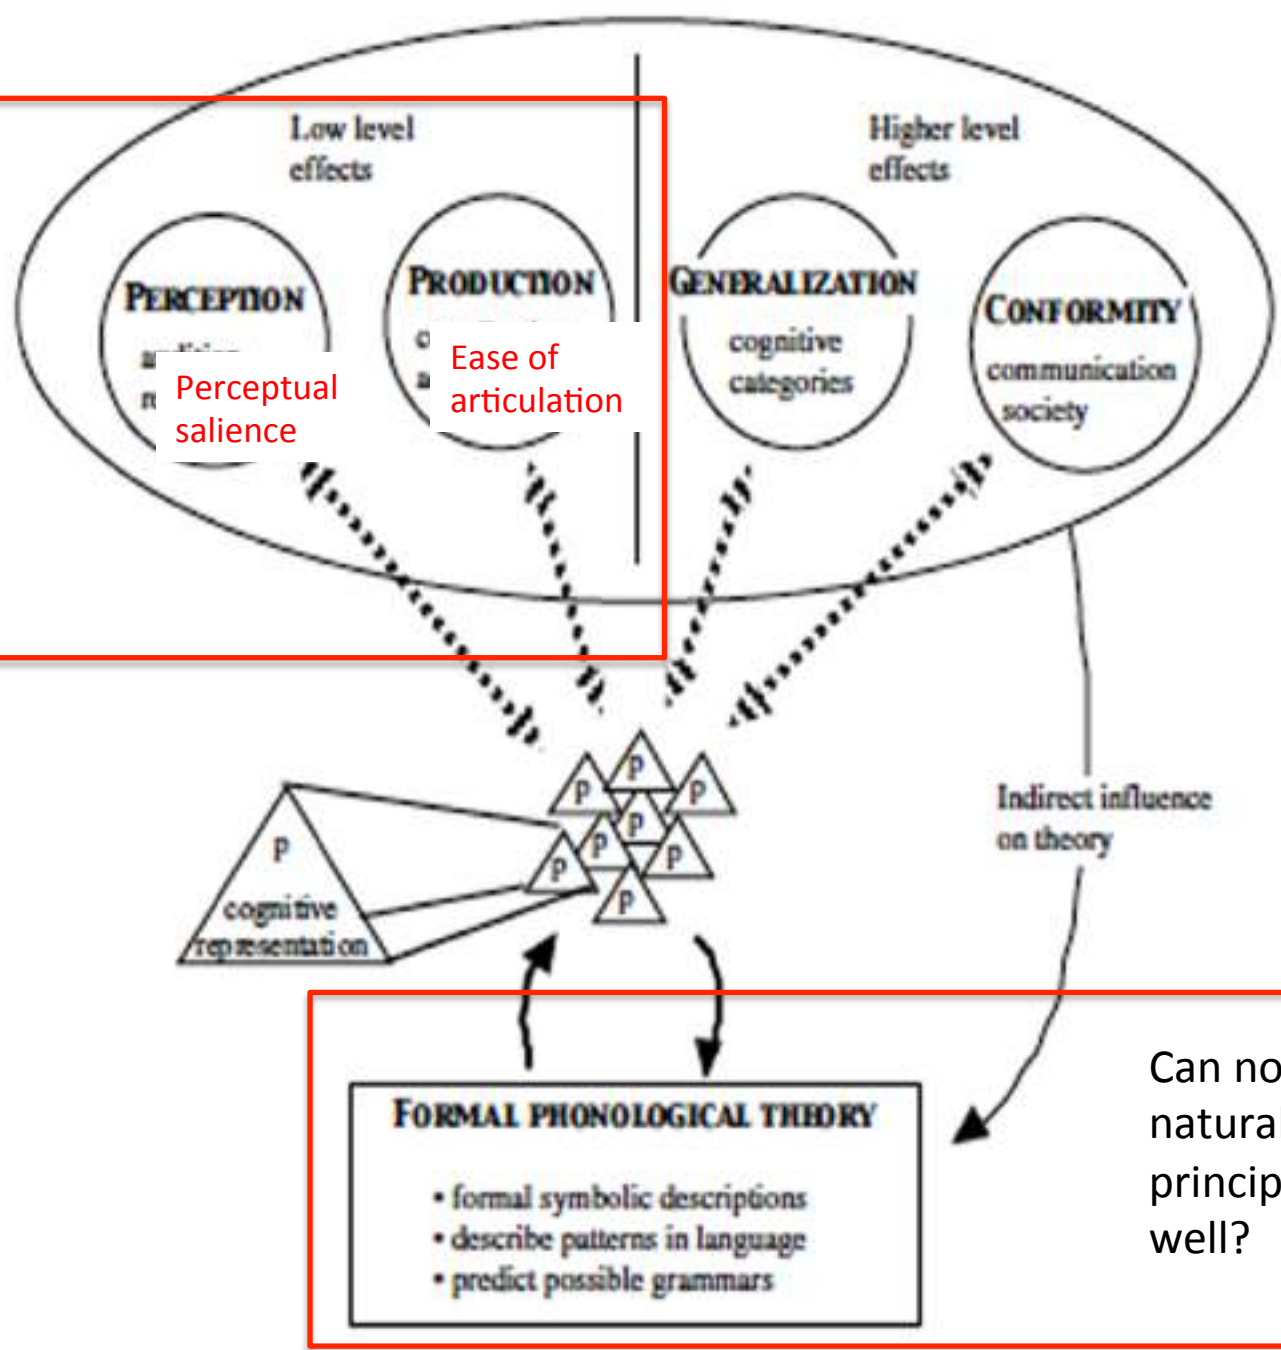 Low level
effects
Higher level
effects
PERCEPTION
Perceptual
salience
PRODUCTION
Ease of
articulation
GENERALIZATION
cognitive
categories
CONFORMITY
communication
society
P
P
P
P
P
P
P
P
P
cognitive
representation
Indirect influence
on theory
FORMAL PHONOLOGICAL THEORY
• formal symbolic descriptions
• describe patterns in language
• predict possible grammars
Can no
natural
princip
well?